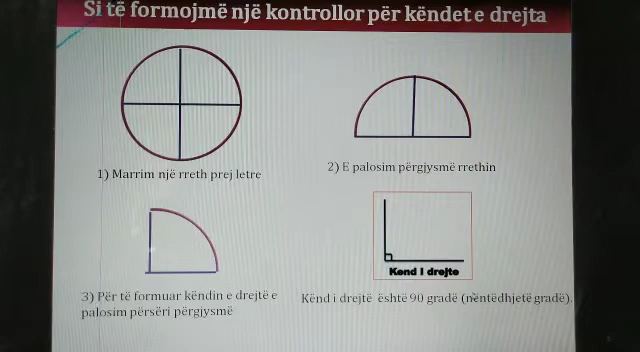 Si të formojmë një kontrollor për këndet e drejta
1) Marrim një rreth prej letre
2) E palosim përgjysmë rrethin
Kend I drejte
3) Për të formuar këndin e drejtë e
palosim përsëri përgjysmë
Kënd i drejtë është 90 gradë (nëntëdhjetë gradë).